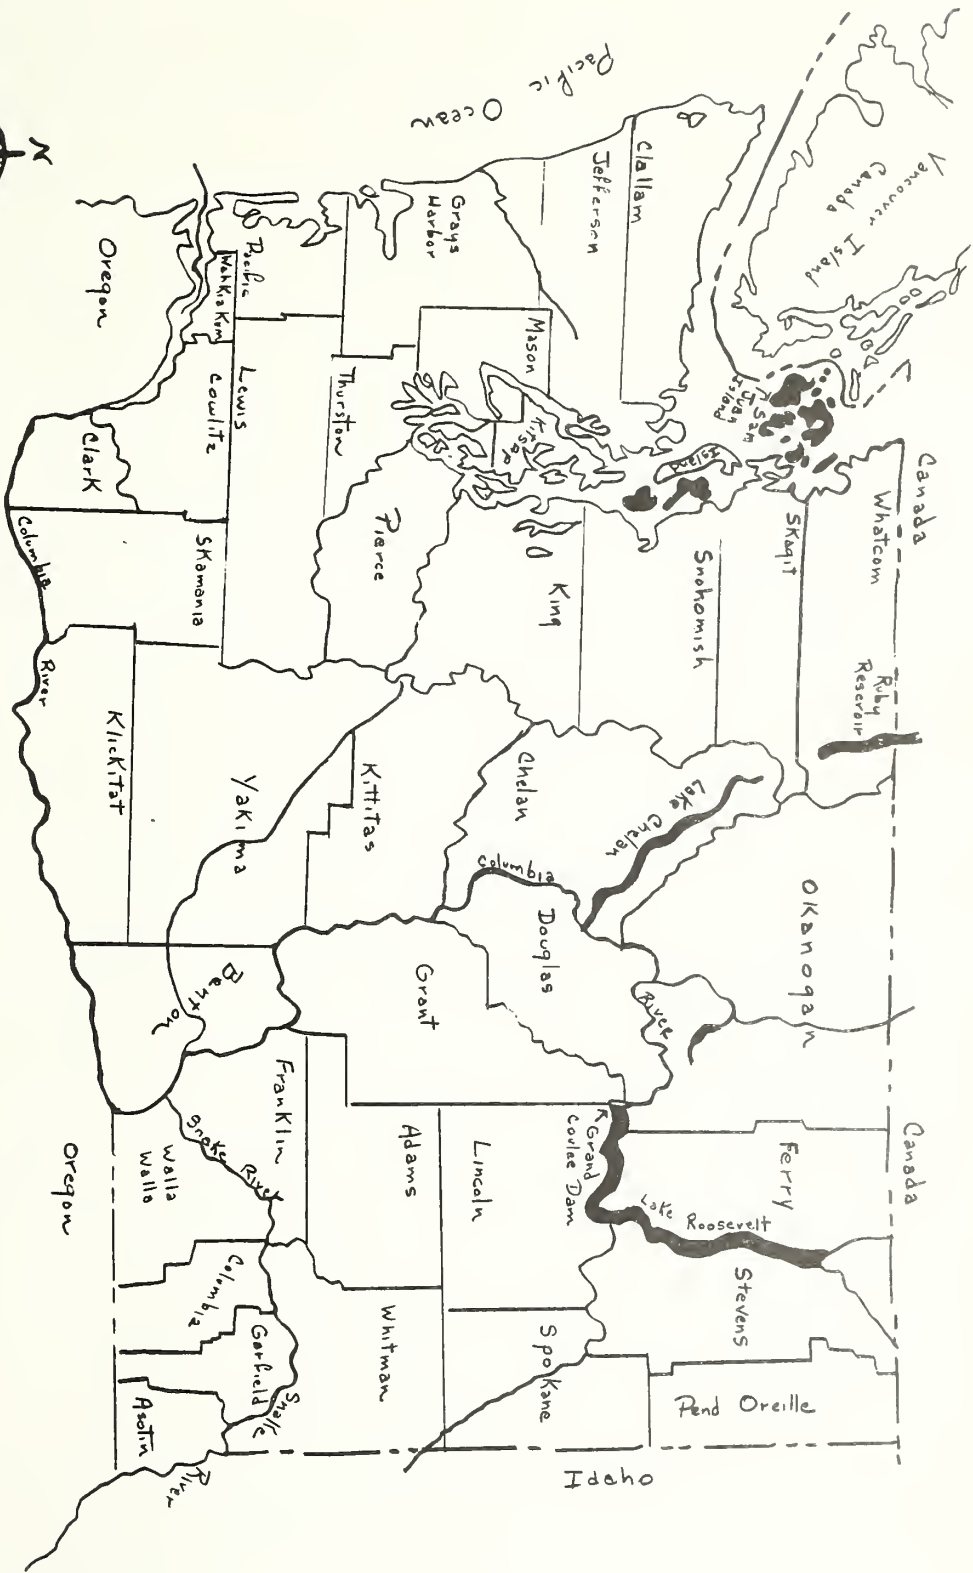 Vancouver Island
Canada
Pacific
Ocean
N
Canada
Whatcom
Ruby
Reservoir
Okanogan
Canada
Ferry
Lake Roosevelt
Stevens
Pend Oreille
Idaho
San
Juan
Island
Skagit
Island
Snohomish
Lake Chelan
Clallam
Jefferson
Grays
Harbor
Mason
Kitsap
King
Chelan
Columbia
River
Douglas
Grand
Coulee Dam
Lincoln
Spokane
Thurston
Pierce
Kittitas
Grant
Adams
Whitman
Pacific
Wahkiakum
Lewis
Cowlitz
Skamania
Yakima
Benton
Franklin
Snake River
Walla
Walla
Columbia
Garfield
Snake
River
Asotin
Clark
Klickitat
Columbia
River
Oregon
Oregon